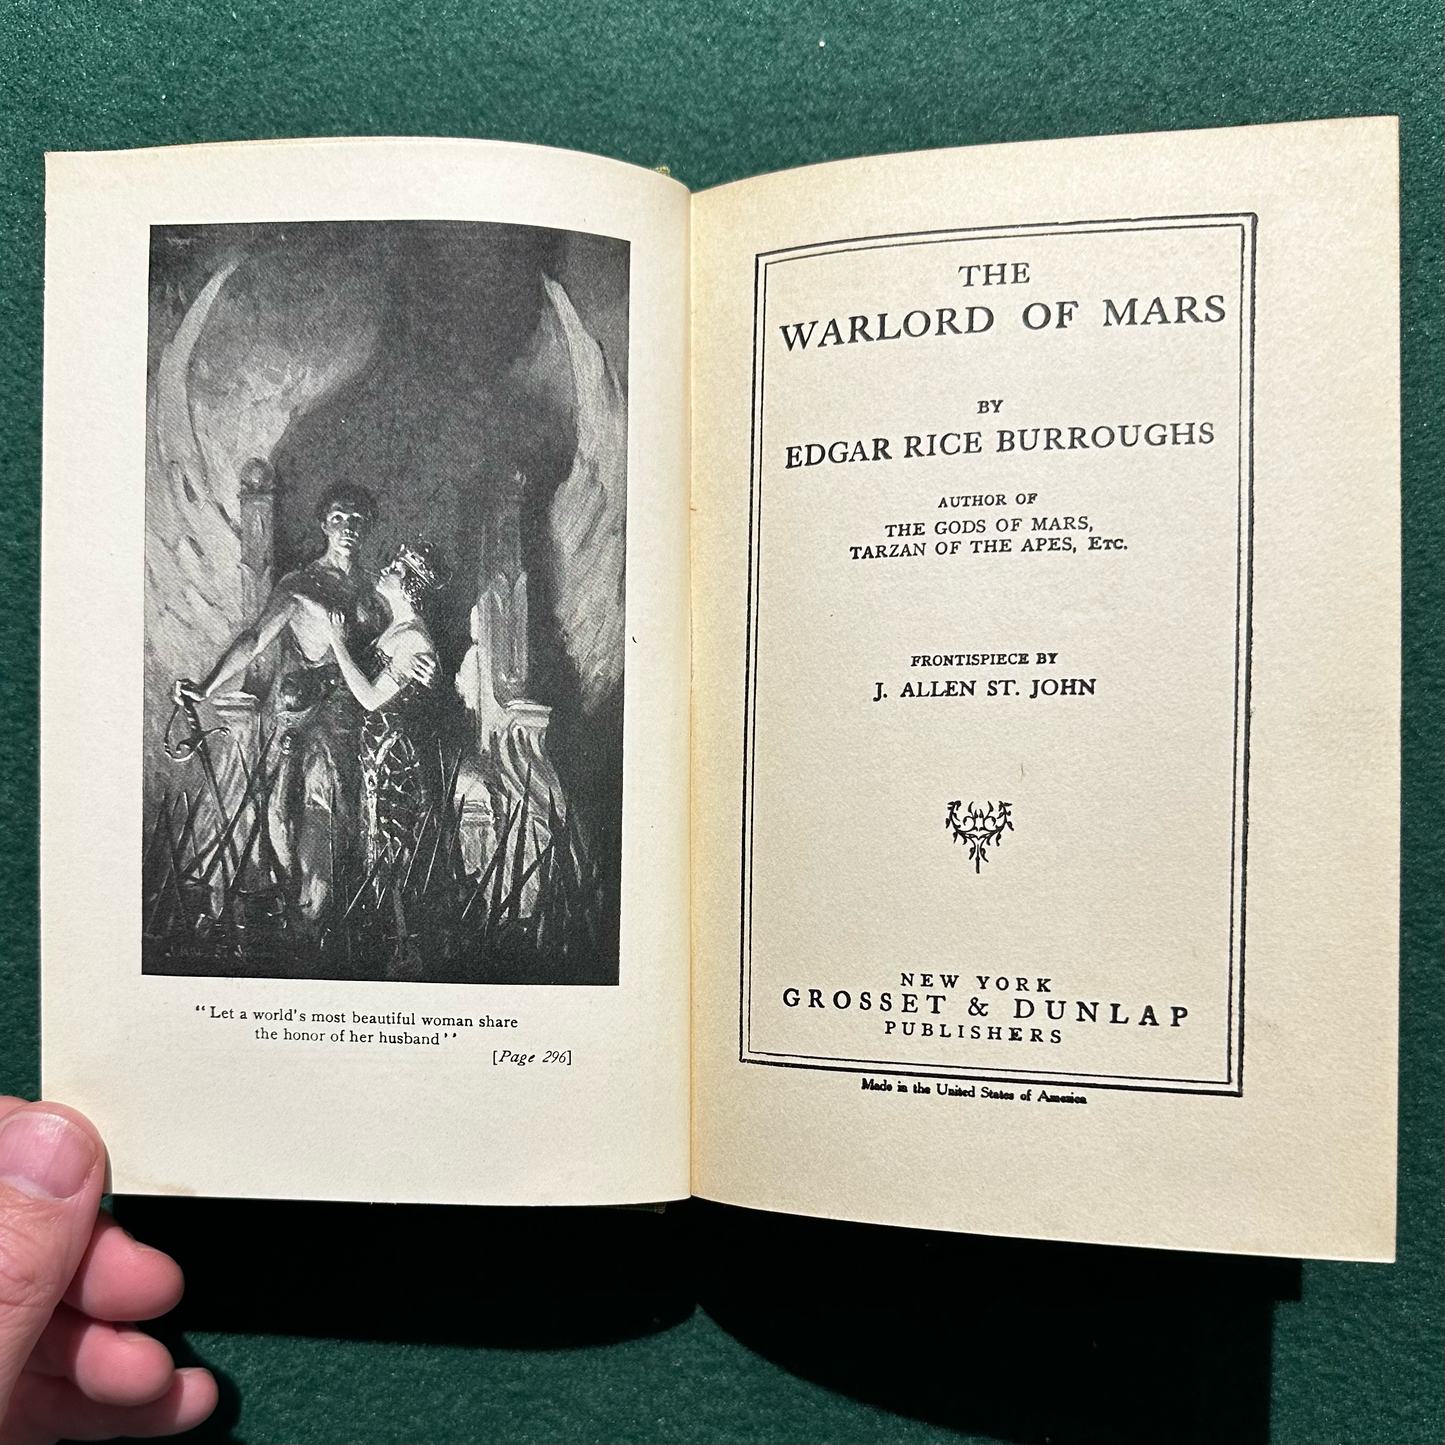 “Let a world's most beautiful woman share
the honor of her husband’’
[Page 296]
THE
WARLORD OF MARS
BY
EDGAR RICE BURROUGHS
AUTHOR OF
THE GODS OF MARS,
TARZAN OF THE APES, Etc.
FRONTISPIECE BY
J. ALLEN ST. JOHN
NEW YORK
GROSSET & DUNLAP
PUBLISHERS
Made in the United States of America